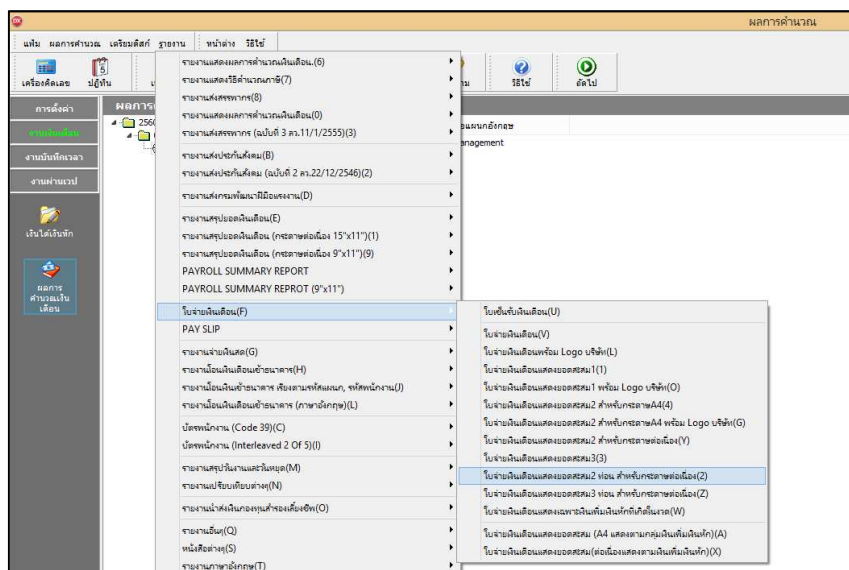 ผลการคำนวณ
แฟ้ม ผลการคำนวณ เตรียมดิสก์ รายงาน หน้าต่าง วิธีใช้
เครื่องคิดเลข ปฏิทิน วิธีใช้ ถัดไป
การตั้งค่า
งานเงินเดือน
งานบันทึกเวลา
งานผ่านเวป
เงินได้เงินหัก
ผลการ
คำนวณเงิน
เดือน
ผลการ
256
แผนกอังกฤษ
anagement
รายงานแสดงผลการคำนวณเงินเดือน.(6)
รายงานแสดงวิธีคำนวณภาษี(7)
รายงานส่งสรรพากร(8)
รายงานแสดงผลการคำนวณเงินเดือน(0)
รายงานส่งสรรพากร (ฉบับที่ 3 ลว.11/1/2555)(3)
รายงานส่งประกันสังคม(B)
รายงานส่งประกันสังคม (ฉบับที่ 2 ลว.22/12/2546)(2)
รายงานส่งกรมพัฒนาฝีมือแรงงาน(D)
รายงานสรุปยอดเงินเดือน(E)
รายงานสรุปยอดเงินเดือน (กระดาษต่อเนื่อง 15"x11")(1)
รายงานสรุปยอดเงินเดือน (กระดาษต่อเนื่อง 9"x11")(9)
PAYROLL SUMMARY REPORT
PAYROLL SUMMARY REPROT (9"x11")
ใบจ่ายเงินเดือน(F)
PAY SLIP
รายงานจ่ายเงินสด(G)
รายงานโอนเงินเดือนเข้าธนาคาร(H)
รายงานโอนเงินเดือนเข้าธนาคาร เรียงตามรหัสแผนก, รหัสพนักงาน(J)
รายงานโอนเงินเดือนเข้าธนาคาร (ภาษาอังกฤษ)(L)
บัตรพนักงาน (Code 39)(C)
บัตรพนักงาน (Interleaved 2 Of 5)(I)
รายงานสรุปวันงานและวันหยุด(M)
รายงานเปรียบเทียบต่างๆ(N)
รายงานนำส่งเงินกองทุนสำรองเลี้ยงชีพ(O)
รายงานอื่นๆ(Q)
หนังสือต่างๆ(S)
รายงานภาษาอังกฤษ(T)
ใบเซ็นรับเงินเดือน(U)
ใบจ่ายเงินเดือน(V)
ใบจ่ายเงินเดือนพร้อม Logo บริษัท(L)
ใบจ่ายเงินเดือนแสดงยอดสะสม1(1)
ใบจ่ายเงินเดือนแสดงยอดสะสม1 พร้อม Logo บริษัท(O)
ใบจ่ายเงินเดือนแสดงยอดสะสม2 สำหรับกระดาษA4(4)
ใบจ่ายเงินเดือนแสดงยอดสะสม2 สำหรับกระดาษA4 พร้อม Logo บริษัท(G)
ใบจ่ายเงินเดือนแสดงยอดสะสม2 สำหรับกระดาษต่อเนื่อง(Y)
ใบจ่ายเงินเดือนแสดงยอดสะสม3(3)
ใบจ่ายเงินเดือนแสดงยอดสะสม2 ท่อน สำหรับกระดาษต่อเนื่อง(2)
ใบจ่ายเงินเดือนแสดงยอดสะสม3 ท่อน สำหรับกระดาษต่อเนื่อง(Z)
ใบจ่ายเงินเดือนแสดงเฉพาะเงินเพิ่มเงินหักที่เกิดในงวด(W)
ใบจ่ายเงินเดือนแสดงยอดสะสม (A4 แสดงตามกลุ่มเงินเพิ่มเงินหัก)(A)
ใบจ่ายเงินเดือนแสดงยอดสะสม(ต่อเนื่องแสดงตามเงินเพิ่มเงินหัก)(X)